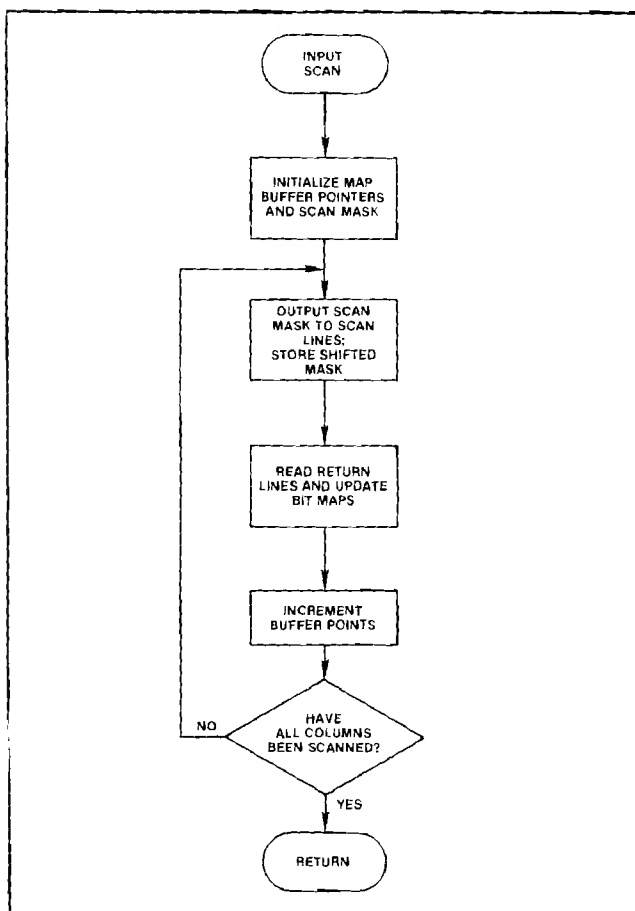 INPUT
SCAN
INITIALIZE MAP
BUFFER POINTERS
AND SCAN MASK
OUTPUT SCAN
MASK TO SCAN
LINES;
STORE SHIFTED
MASK
READ RETURN
LINES AND UPDATE
BIT MAPS
INCREMENT
BUFFER POINTS
HAVE
ALL COLUMNS
BEEN SCANNED?
NO
YES
RETURN